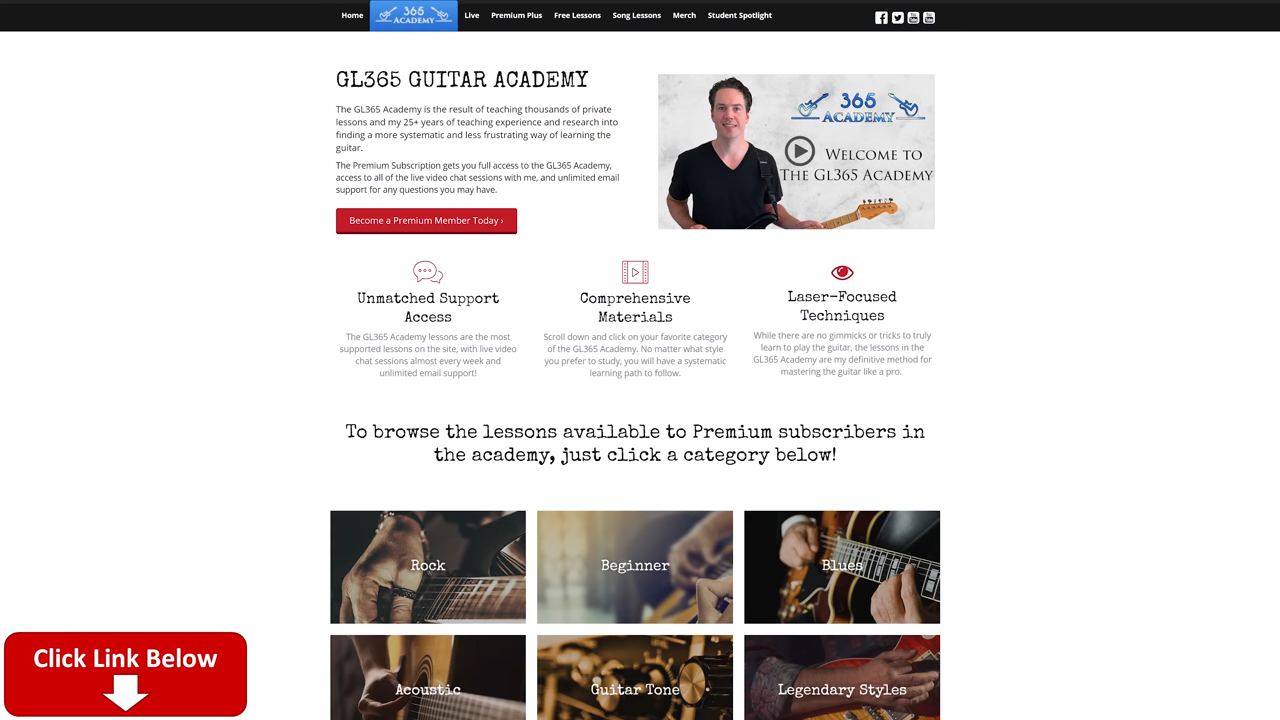 Home
365
ACADEMY
Live
Premium Plus
Free Lessons
Song Lessons
Merch
Student Spotlight
GL365 GUITAR ACADEMY
The GL365 Academy is the result of teaching thousands of private
lessons and my 25+ years of teaching experience and research into
finding a more systematic and less frustrating way of learning the
guitar.
The Premium Subscription gets you full access to the GL365 Academy,
access to all of the live video chat sessions with me, and unlimited email
support for any questions you may have.
Become a Premium Member Today ›
365
ACADEMY
WELCOME TO
THE GL365 ACADEMY
Unmatched Support
Access
The GL365 Academy lessons are the most
supported lessons on the site, with live video
chat sessions almost every week and
unlimited email support!
Comprehensive
Materials
Scroll down and click on your favorite category
of the GL365 Academy. No matter what style
you prefer to study, you will have a systematic
learning path to follow.
Laser-Focused
Techniques
While there are no gimmicks or tricks to truly
learn to play the guitar, the lessons in the
GL365 Academy are my definitive method for
mastering the guitar like a pro.
To browse the lessons available to Premium subscribers in
the academy, just click a category below!
Rock
Beginner
Blues
Acoustic
Guitar Tone
Legendary Styles
Click Link Below